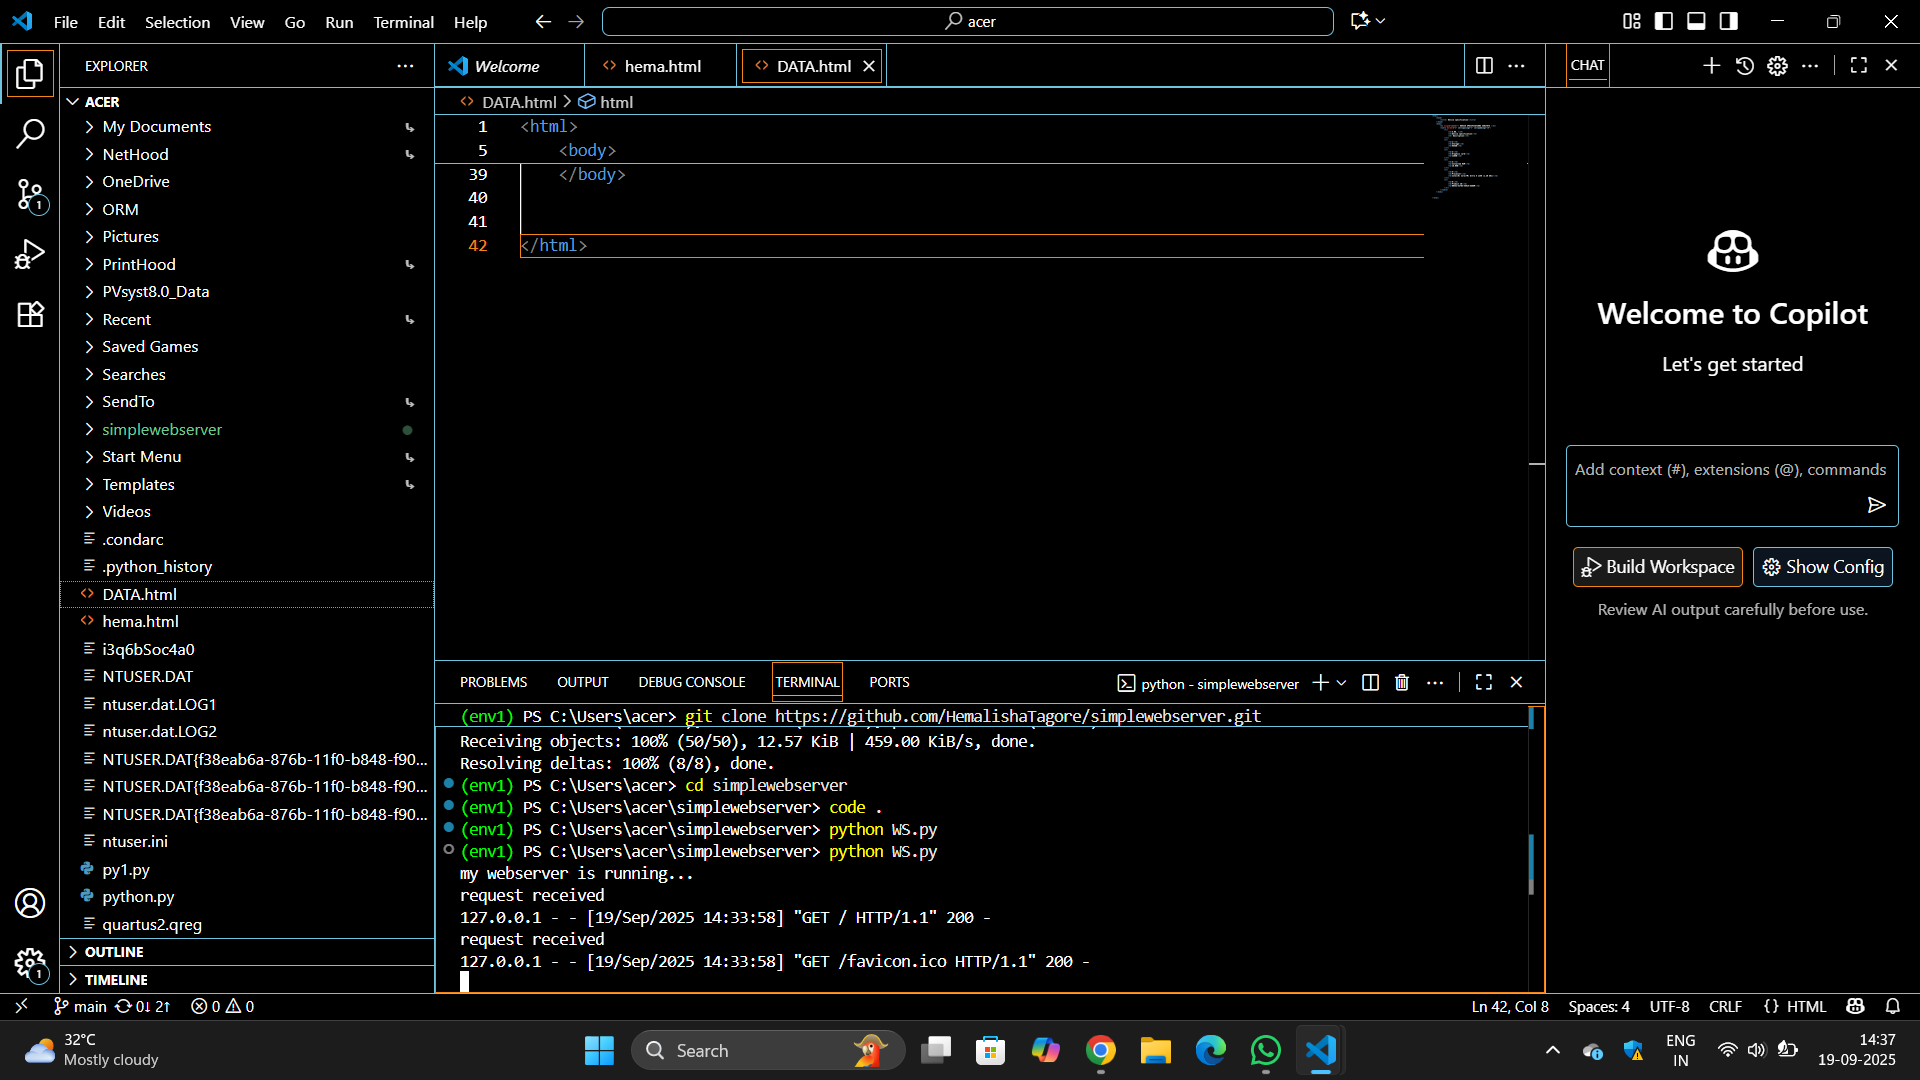 File Edit Selection View Go Run Terminal Help
acer
EXPLORER
ACER
My Documents
NetHood
OneDrive
ORM
Pictures
PrintHood
PVsyst8.0_Data
Recent
Saved Games
Searches
SendTo
simplewebserver
Start Menu
Templates
Videos
.condarc
.python_history
DATA.html
hema.html
i3q6bSoc4a0
NTUSER.DAT
ntuser.dat.LOG1
ntuser.dat.LOG2
NTUSER.DAT{f38eab6a-876b-11f0-b848-f90...
NTUSER.DAT{f38eab6a-876b-11f0-b848-f90...
NTUSER.DAT{f38eab6a-876b-11f0-b848-f90...
ntuser.ini
py1.py
python.py
quartus2.qreg
OUTLINE
TIMELINE
Welcome hema.html DATA.html
DATA.html > html
1 <html>
5 <body>
39 </body>
40
41
42 </html>
PROBLEMS OUTPUT DEBUG CONSOLE TERMINAL PORTS python - simplewebserver
(env1) PS C:\Users\acer> git clone https://github.com/HemalishaTagore/simplewebserver.git
Receiving objects: 100% (50/50), 12.57 KiB | 459.00 KiB/s, done.
Resolving deltas: 100% (8/8), done.
(env1) PS C:\Users\acer> cd simplewebserver
(env1) PS C:\Users\acer\simplewebserver> code .
(env1) PS C:\Users\acer\simplewebserver> python WS.py
(env1) PS C:\Users\acer\simplewebserver> python WS.py
my webserver is running...
request received
127.0.0.1 - - [19/Sep/2025 14:33:58] "GET / HTTP/1.1" 200 -
request received
127.0.0.1 - - [19/Sep/2025 14:33:58] "GET /favicon.ico HTTP/1.1" 200 -
CHAT
Welcome to Copilot
Let's get started
Add context (#), extensions (@), commands
Build Workspace Show Config
Review AI output carefully before use.
1
1
main 0↓ 2↑ 0 0
Ln 42, Col 8 Spaces: 4 UTF-8 CRLF {} HTML
32°C
Mostly cloudy
Search
ENG
IN
14:37
19-09-2025